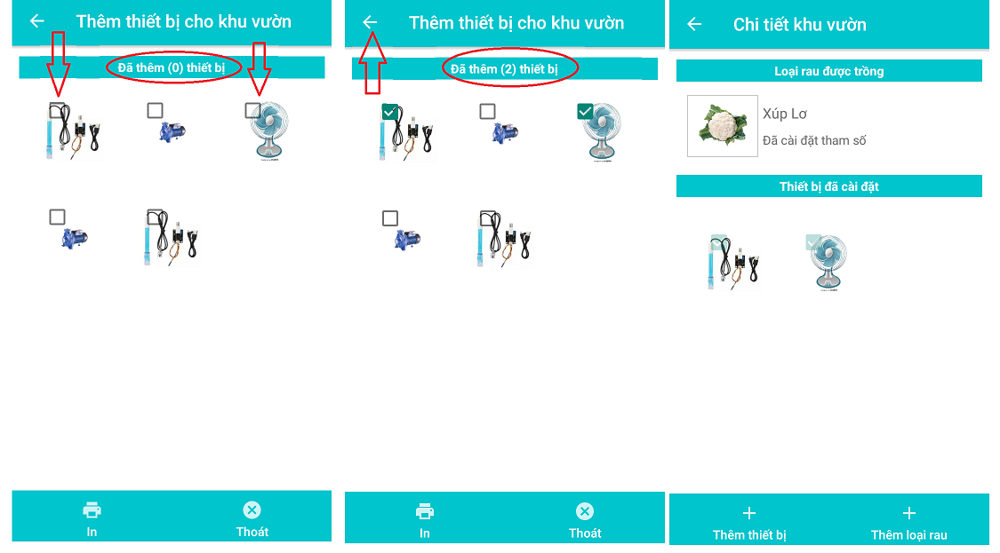 Thêm thiết bị cho khu vườn
Đã thêm (0) thiết bị
In
Thoát
Thêm thiết bị cho khu vườn
Đã thêm (2) thiết bị
In
Thoát
Chi tiết khu vườn
Loại rau được trồng
Xúp Lơ
Đã cài đặt tham số
Thiết bị đã cài đặt
Thêm thiết bị
Thêm loại rau